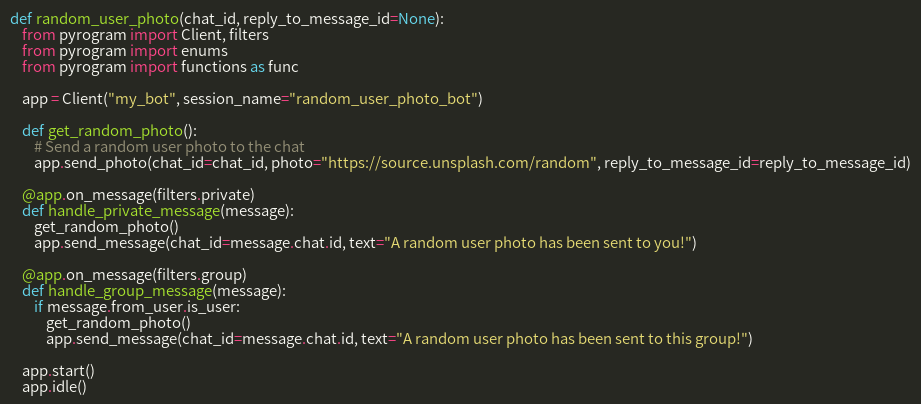 def random_user_photo(chat_id, reply_to_message_id=None):
from pyrogram import Client, filters
from pyrogram import enums
from pyrogram import functions as func
app = Client("my_bot", session_name="random_user_photo_bot")
def get_random_photo():
# Send a random user photo to the chat
app.send_photo(chat_id=chat_id, photo="https://source.unsplash.com/random", reply_to_message_id=reply_to_message_id)
@app.on_message(filters.private)
def handle_private_message(message):
get_random_photo()
app.send_message(chat_id=message.chat.id, text="A random user photo has been sent to you!")
@app.on_message(filters.group)
def handle_group_message(message):
if message.from_user.is_user:
get_random_photo()
app.send_message(chat_id=message.chat.id, text="A random user photo has been sent to this group!")
app.start()
app.idle()